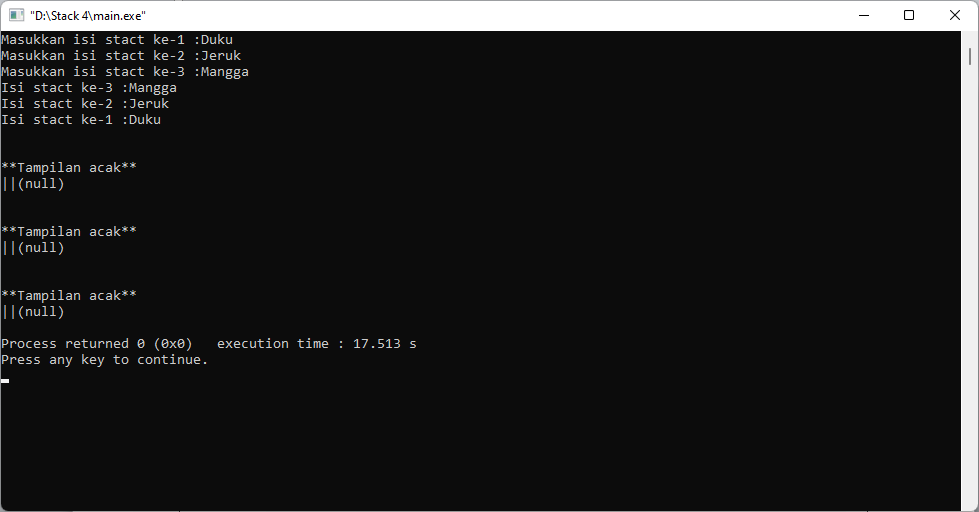 "D:\Stack 4\main.exe"
Masukkan isi stact ke-1 :Duku
Masukkan isi stact ke-2 :Jeruk
Masukkan isi stact ke-3 :Mangga
Isi stact ke-3 :Mangga
Isi stact ke-2 :Jeruk
Isi stact ke-1 :Duku
**Tampilan acak**
||(null)
**Tampilan acak**
||(null)
**Tampilan acak**
||(null)
Process returned 0 (0x0)   execution time : 17.513 s
Press any key to continue.